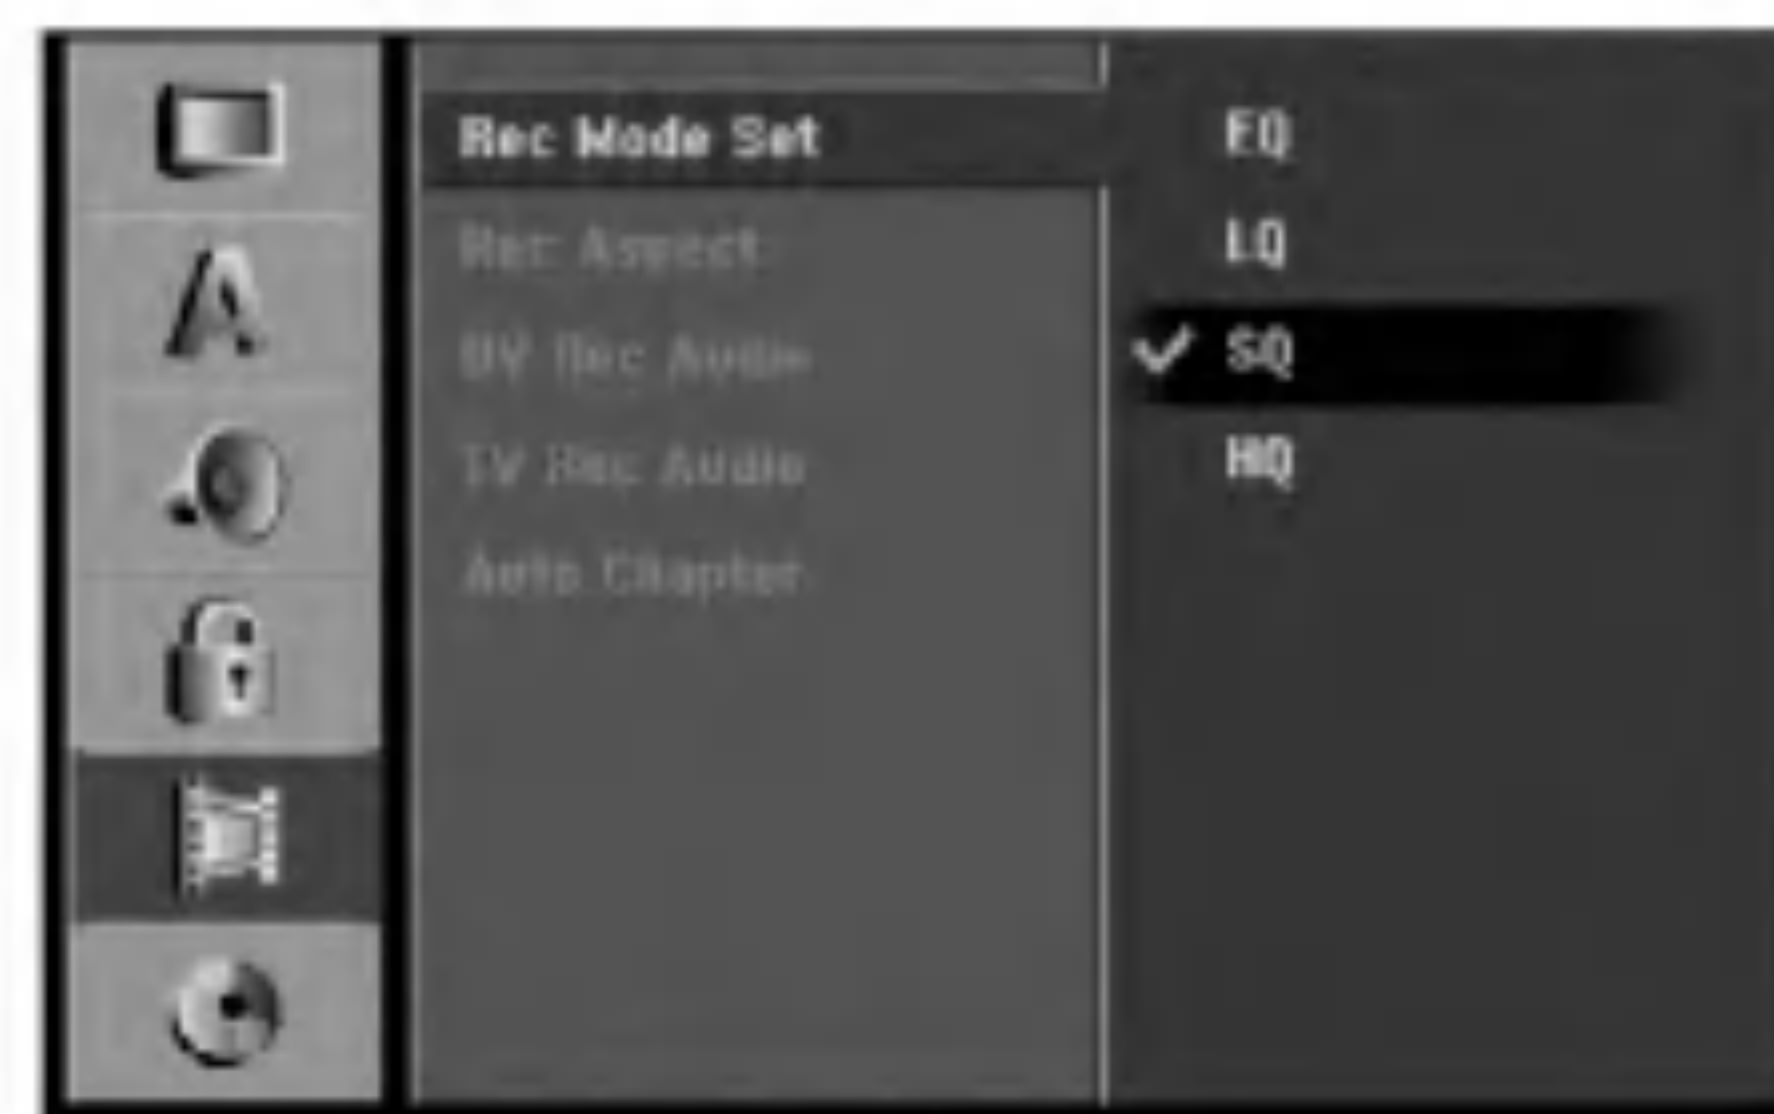 Rec Mode Set
Rec Aspect
DV Rec Audio
TV Rec Audio
Auto Chapter
EQ
LQ
SQ
HQ